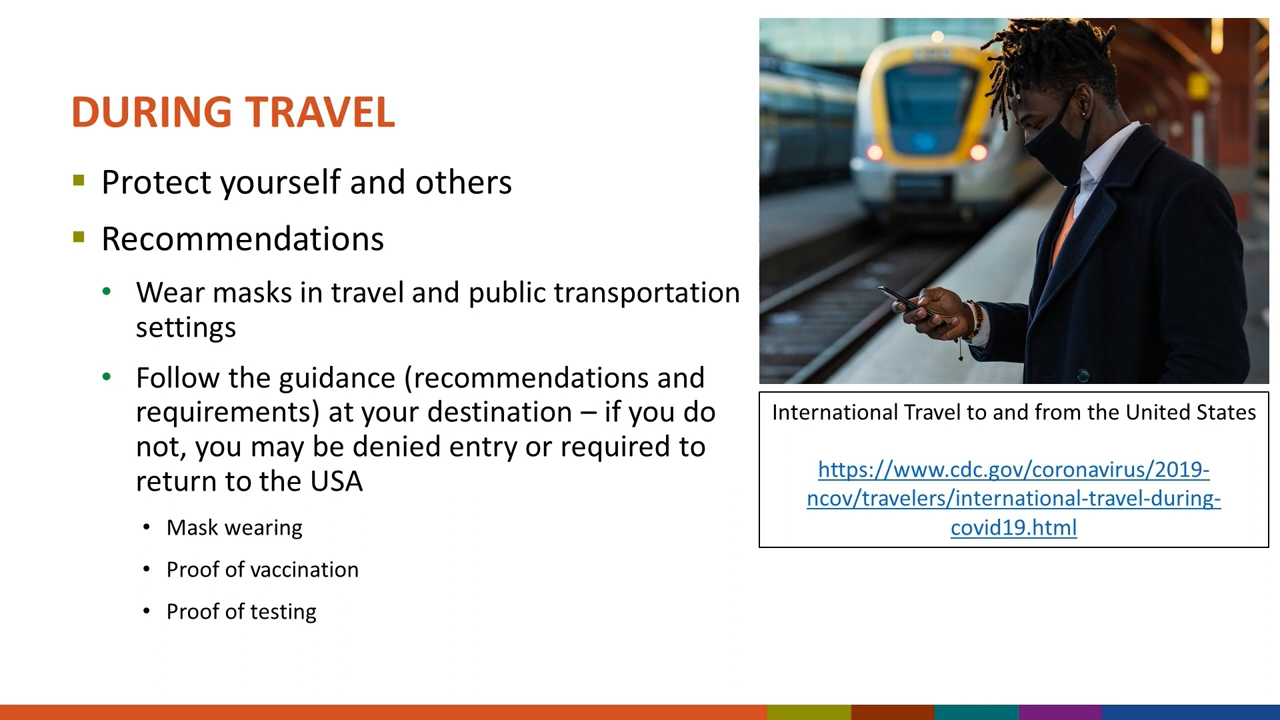 DURING TRAVEL
Protect yourself and others
Recommendations
Wear masks in travel and public transportation
settings
Follow the guidance (recommendations and
requirements) at your destination – if you do
not, you may be denied entry or required to
return to the USA
Mask wearing
Proof of vaccination
Proof of testing
International Travel to and from the United States
https://www.cdc.gov/coronavirus/2019-
ncov/travelers/international-travel-during-
covid19.html